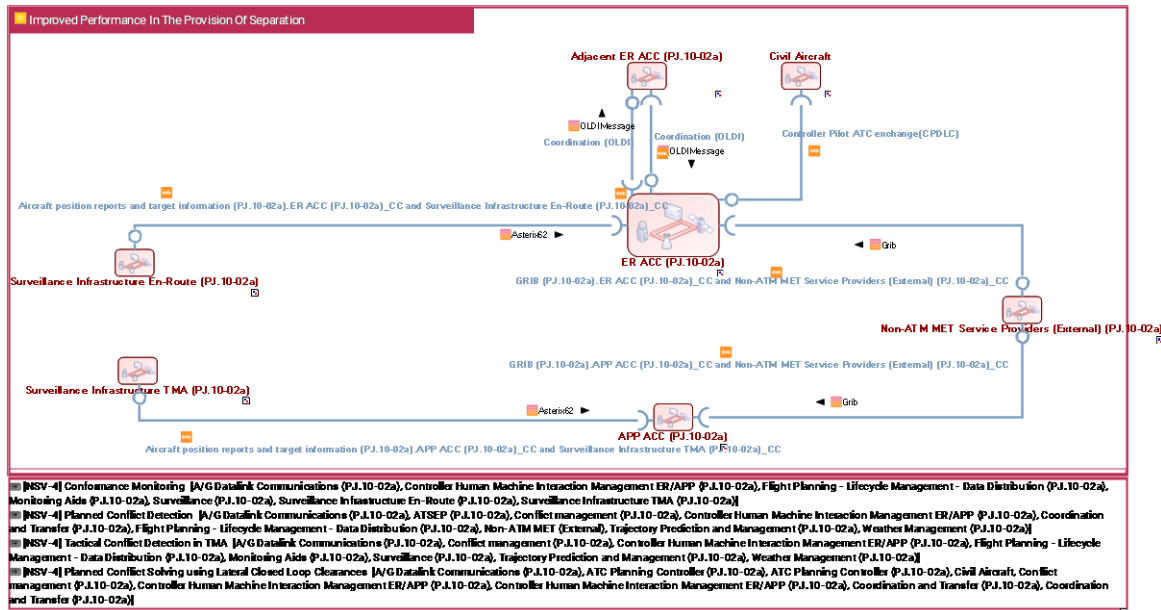 Improved Performance In The Provision Of Separation
Adjacent ER ACC (PJ.10-02a)
Civil Aircraft
OLDIMessage
Coordination (OLDI)
Coordination (OLDI)
OLDIMessage
Controller Pilot ATC exchange(CPDLC)
Aircraft position reports and target information (PJ.10-02a).ER ACC (PJ.10-02a)_CC and Surveillance Infrastructure En-Route (PJ.10-02a)_CC
Asterix62
Grib
ER ACC (PJ.10-02a)
Surveillance Infrastructure En-Route (PJ.10-02a)
GRIB (PJ.10-02a).ER ACC (PJ.10-02a)_CC and Non-ATM MET Service Providers (External) (PJ.10-02a)_CC
Non-ATM MET Service Providers (External) (PJ.10-02a)
GRIB (PJ.10-02a).APP ACC (PJ.10-02a)_CC and Non-ATM MET Service Providers (External) (PJ.10-02a)_CC
Surveillance Infrastructure TMA (PJ.10-02a)
Asterix62
Grib
APP ACC (PJ.10-02a)
Aircraft position reports and target information (PJ.10-02a).APP ACC (PJ.10-02a)_CC and Surveillance Infrastructure TMA (PJ.10-02a)_CC
[NSV-4] Conformance Monitoring [A/G Datalink Communications (PJ.10-02a), Controller Human Machine Interaction Management ER/APP (PJ.10-02a), Flight Planning - Lifecycle Management - Data Distribution (PJ.10-02a),
Monitoring Aids (PJ.10-02a), Surveillance (PJ.10-02a), Surveillance Infrastructure En-Route (PJ.10-02a), Surveillance Infrastructure TMA (PJ.10-02a)]
[NSV-4] Planned Conflict Detection [A/G Datalink Communications (PJ.10-02a), ATSEP (PJ.10-02a), Conflict management (PJ.10-02a), Controller Human Machine Interaction Management ER/APP (PJ.10-02a), Coordination
and Transfer (PJ.10-02a), Flight Planning - Lifecycle Management - Data Distribution (PJ.10-02a), Non-ATM MET (External), Trajectory Prediction and Management (PJ.10-02a), Weather Management (PJ.10-02a)]
[NSV-4] Tactical Conflict Detection in TMA [A/G Datalink Communications (PJ.10-02a), Conflict management (PJ.10-02a), Controller Human Machine Interaction Management ER/APP (PJ.10-02a), Flight Planning - Lifecycle
Management - Data Distribution (PJ.10-02a), Monitoring Aids (PJ.10-02a), Surveillance (PJ.10-02a), Trajectory Prediction and Management (PJ.10-02a), Weather Management (PJ.10-02a)]
[NSV-4] Planned Conflict Solving using Lateral Closed Loop Clearances [A/G Datalink Communications (PJ.10-02a), ATC Planning Controller (PJ.10-02a), ATC Planning Controller (PJ.10-02a), Civil Aircraft, Conflict
management (PJ.10-02a), Controller Human Machine Interaction Management ER/APP (PJ.10-02a), Controller Human Machine Interaction Management ER/APP (PJ.10-02a), Coordination and Transfer (PJ.10-02a), Coordination
and Transfer (PJ.10-02a)]